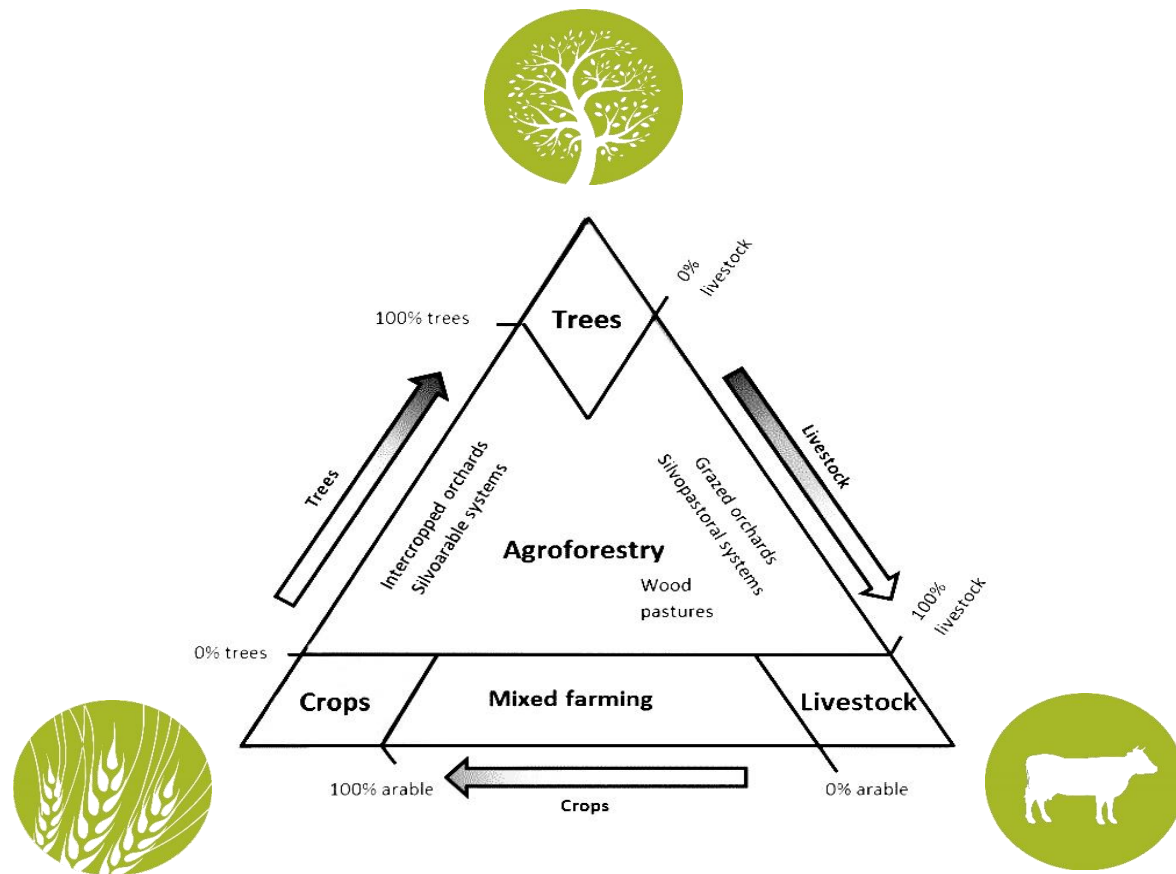 0%
livestock
100% trees
Trees
Trees
Livestock
Intercropped orchards
Silvoarable systems
Grazed orchards
Silvopastoral systems
Agroforestry
Wood
pastures
100%
livestock
0% trees
Crops
Mixed farming
Livestock
100% arable
0% arable
Crops